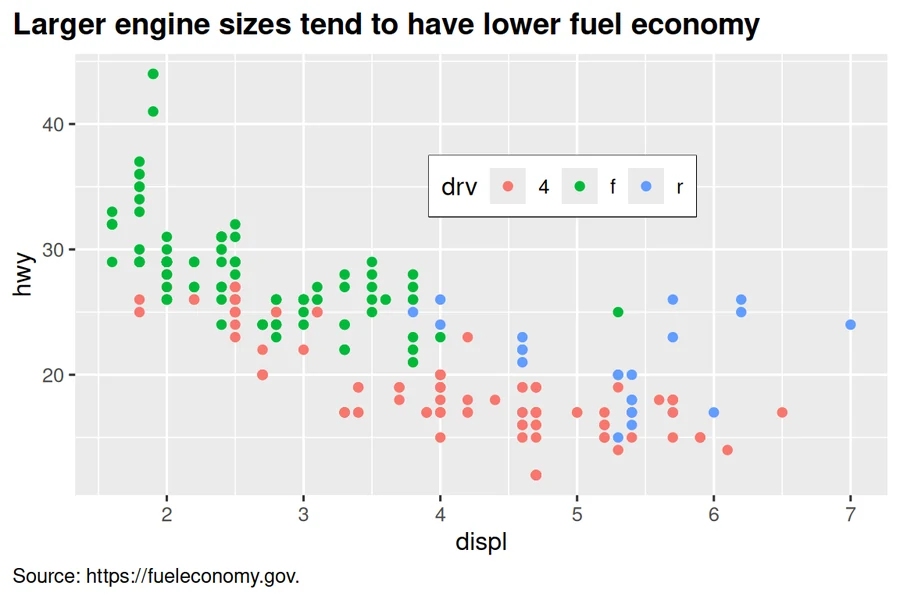 Larger engine sizes tend to have lower fuel economy
40
30
20
hwy
drv 4 f r
2 3 4 5 6 7
displ
Source: https://fueleconomy.gov.